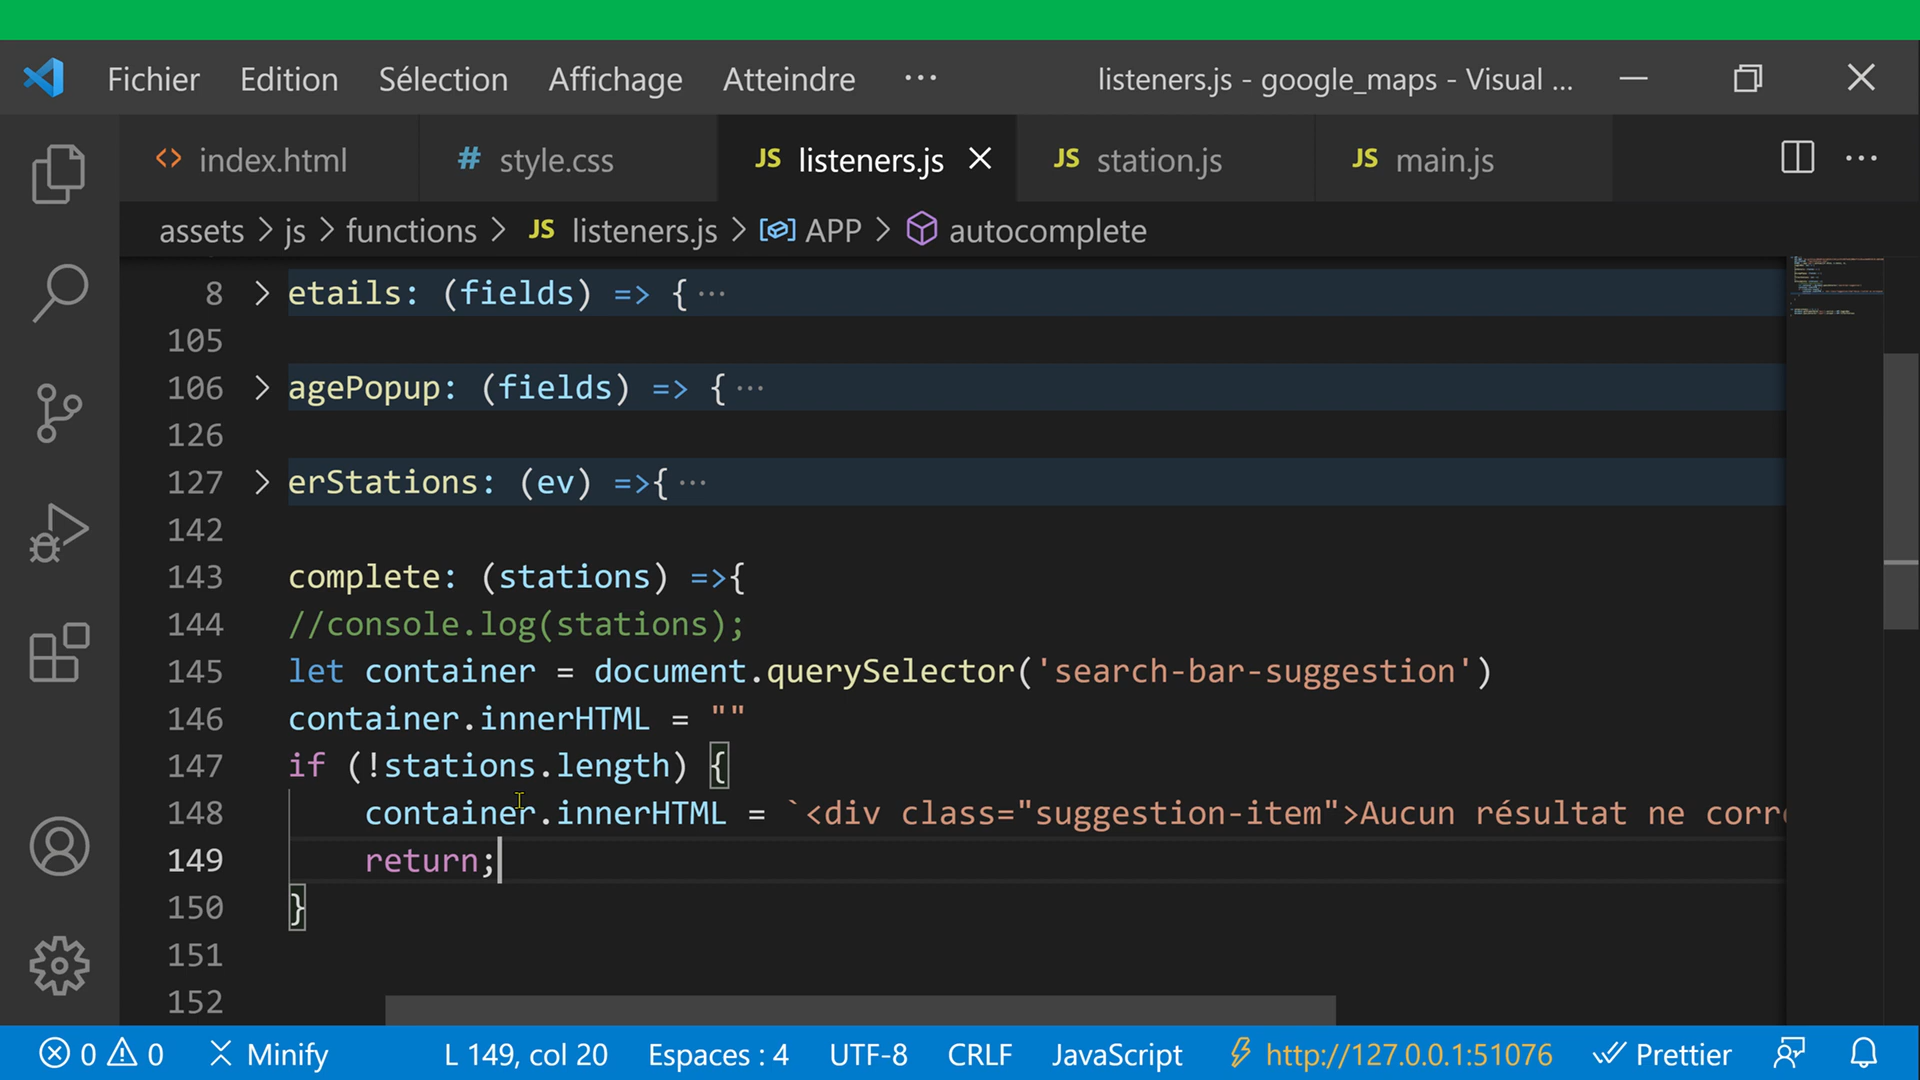 Fichier Edition Sélection Affichage Atteindre ··· listeners.js - google_maps - Visual ...
<> index.html # style.css JS listeners.js JS station.js JS main.js
assets > js > functions > JS listeners.js > APP > autocomplete
8 > etails: (fields) => {···
105
106 > agePopup: (fields) => {···
126
127 > erStations: (ev) =>{···
142
143 complete: (stations) =>{
144 //console.log(stations);
145 let container = document.querySelector('search-bar-suggestion')
146 container.innerHTML = ""
147 if (!stations.length) {
148 container.innerHTML = `<div class="suggestion-item">Aucun résultat ne corr
149 return;
150 }
151
152
0 0 Minify L 149, col 20 Espaces : 4 UTF-8 CRLF JavaScript http://127.0.0.1:51076 Prettier